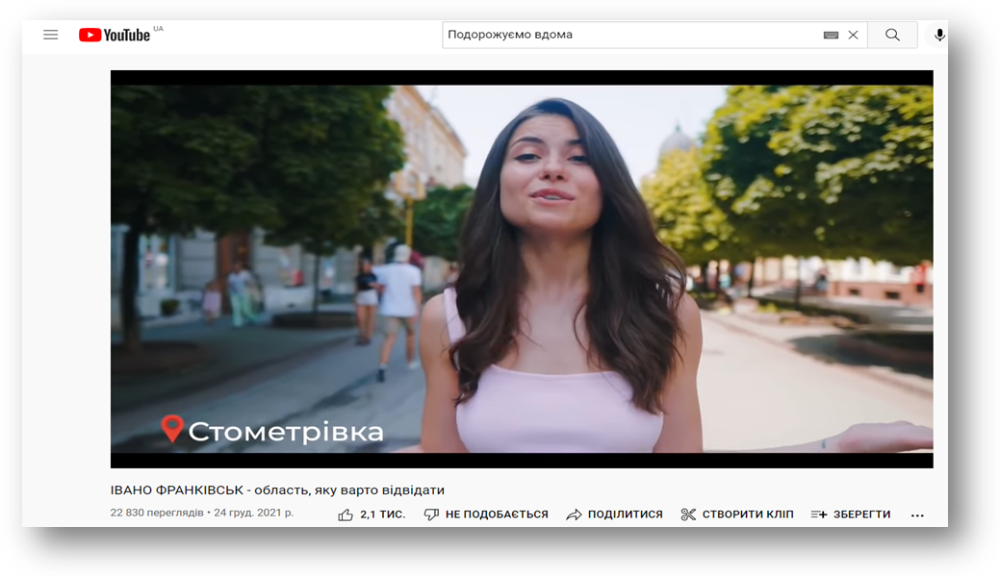 YouTube UA
Подорожуємо вдома
Стометрівка
ІВАНО ФРАНКІВСЬК - область, яку варто відвідати
22 830 переглядів • 24 груд. 2021 р.
2,1 ТИС. НЕ ПОДОБАЄТЬСЯ ПОДІЛИТИСЯ СТВОРИТИ КЛІП ЗБЕРЕГТИ ...